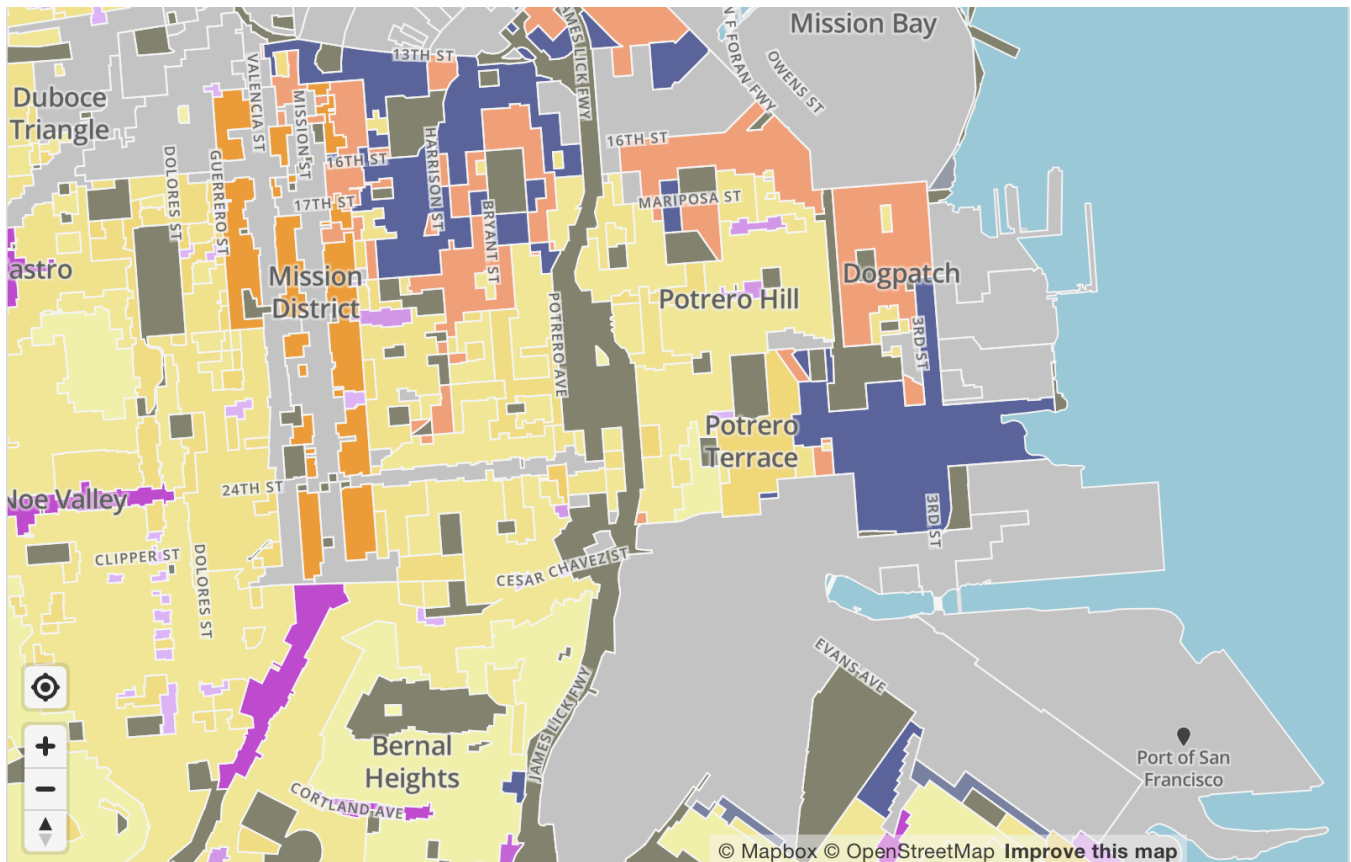 Mission Bay
JAMES LICK FWY
N F FORAN FWY
13TH ST
OWENS ST
VALENCIA ST
MISSION ST
Duboce
Triangle
HARRISON ST
16TH ST
16TH ST
DOLORES ST
GUERRERO ST
17TH ST
BRYANT ST
MARIPOSA ST
astro
Mission
District
Dogpatch
Potrero Hill
POTRERO AVE
3RD ST
Potrero
Terrace
24TH ST
Noe Valley
3RD ST
CLIPPER ST
DOLORES ST
CESAR CHAVEZ ST
EVANS AVE
JAMES LICK FWY
Bernal
Heights
Port of San
Francisco
CORTLAND AVE
© Mapbox © OpenStreetMap Improve this map